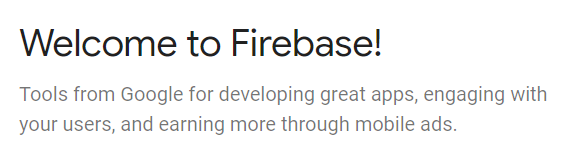 Welcome to Firebase!
Tools from Google for developing great apps, engaging with
your users, and earning more through mobile ads.